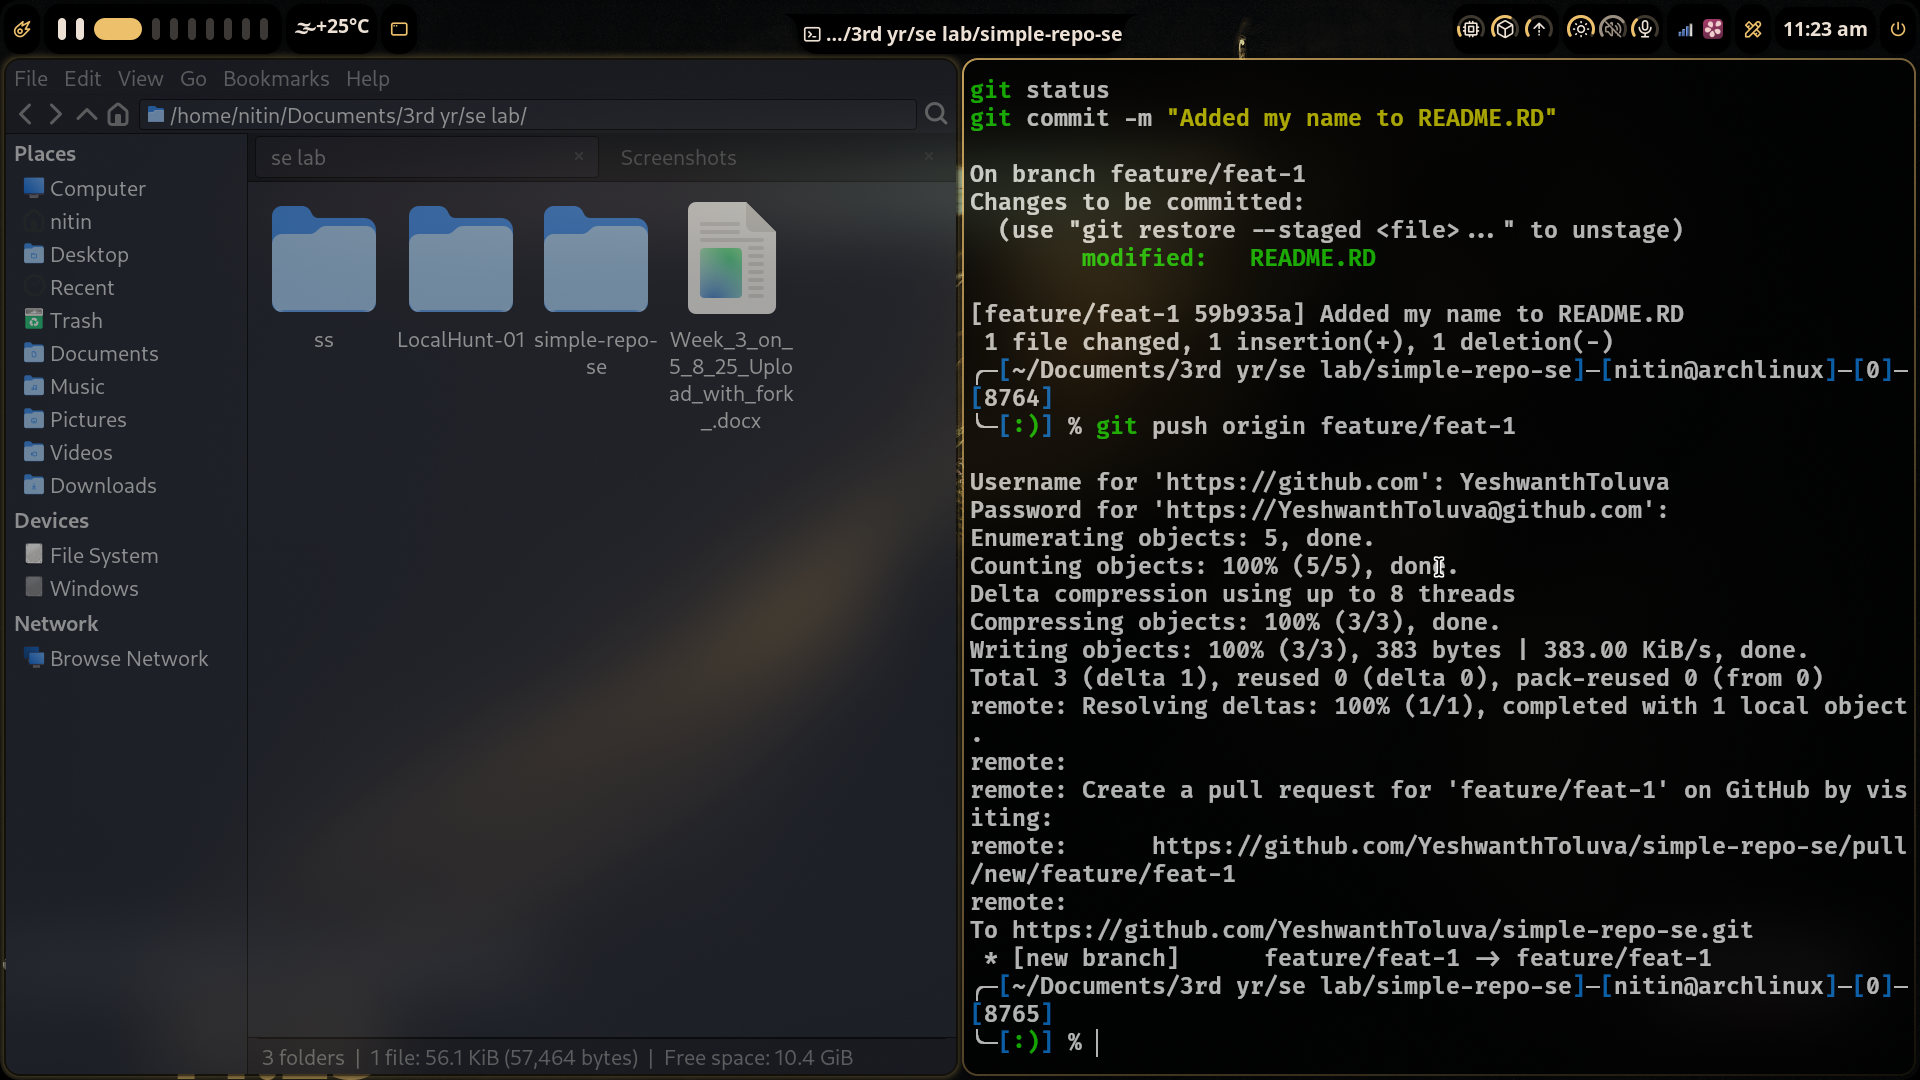 +25°C
.../3rd yr/se lab/simple-repo-se
11:23 am
File Edit View Go Bookmarks Help
/home/nitin/Documents/3rd yr/se lab/
Places
Computer
nitin
Desktop
Recent
Trash
Documents
Music
Pictures
Videos
Downloads
Devices
File System
Windows
Network
Browse Network
se lab
Screenshots
ss
LocalHunt-01
simple-repo-
se
Week_3_on_
5_8_25_Uplo
ad_with_fork
_.docx
3 folders | 1 file: 56.1 KiB (57,464 bytes) | Free space: 10.4 GiB
git status
git commit -m "Added my name to README.RD"
On branch feature/feat-1
Changes to be committed:
(use "git restore --staged <file>..." to unstage)
modified: README.RD
[feature/feat-1 59b935a] Added my name to README.RD
1 file changed, 1 insertion(+), 1 deletion(-)
╭─[~/Documents/3rd yr/se lab/simple-repo-se]─[nitin@archlinux]─[0]─
[8764]
╰─[:)] % git push origin feature/feat-1
Username for 'https://github.com': YeshwanthToluva
Password for 'https://YeshwanthToluva@github.com':
Enumerating objects: 5, done.
Counting objects: 100% (5/5), done.
Delta compression using up to 8 threads
Compressing objects: 100% (3/3), done.
Writing objects: 100% (3/3), 383 bytes | 383.00 KiB/s, done.
Total 3 (delta 1), reused 0 (delta 0), pack-reused 0 (from 0)
remote: Resolving deltas: 100% (1/1), completed with 1 local object
.
remote:
remote: Create a pull request for 'feature/feat-1' on GitHub by vis
iting:
remote: https://github.com/YeshwanthToluva/simple-repo-se/pull
/new/feature/feat-1
remote:
To https://github.com/YeshwanthToluva/simple-repo-se.git
* [new branch] feature/feat-1 -> feature/feat-1
╭─[~/Documents/3rd yr/se lab/simple-repo-se]─[nitin@archlinux]─[0]─
[8765]
╰─[:)] %